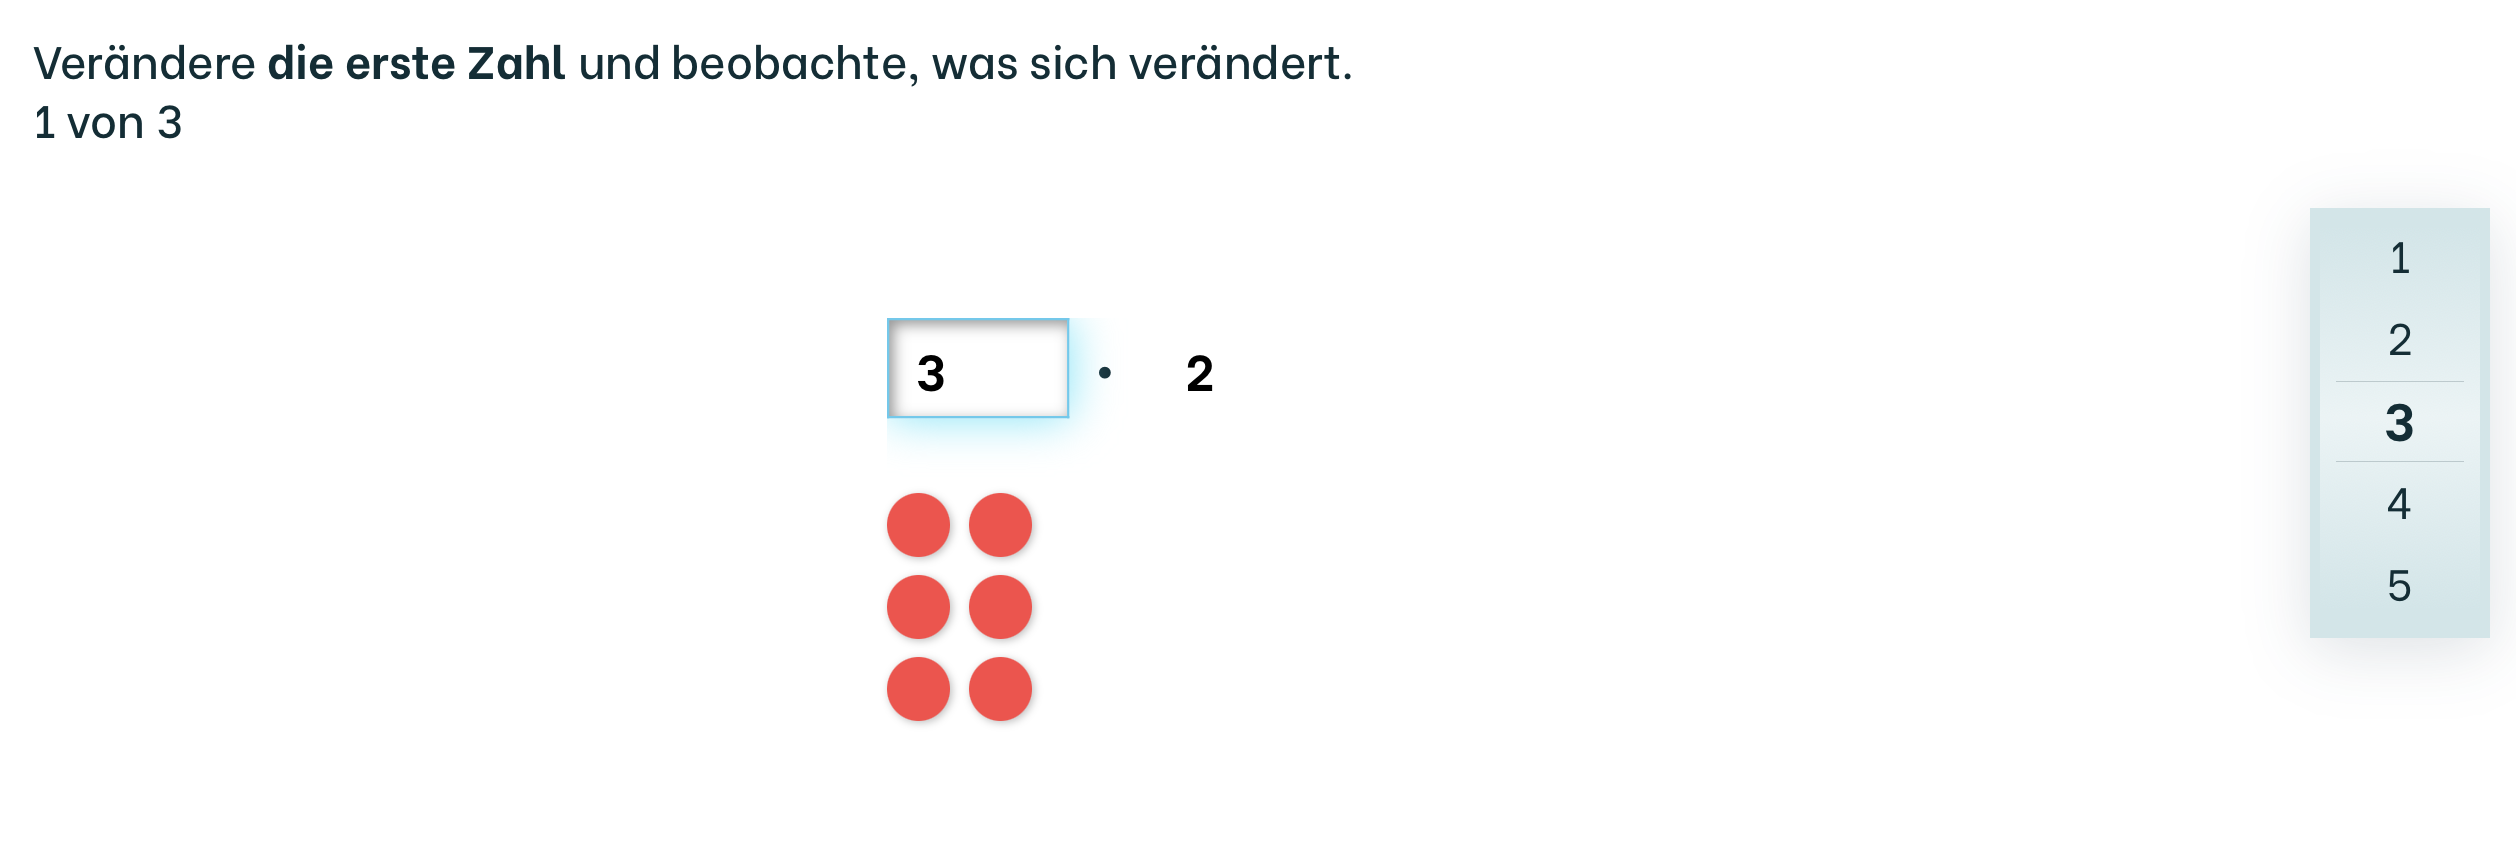 Verändere die erste Zahl und beobachte, was sich verändert.
1 von 3
3 · 2
1
2
3
4
5